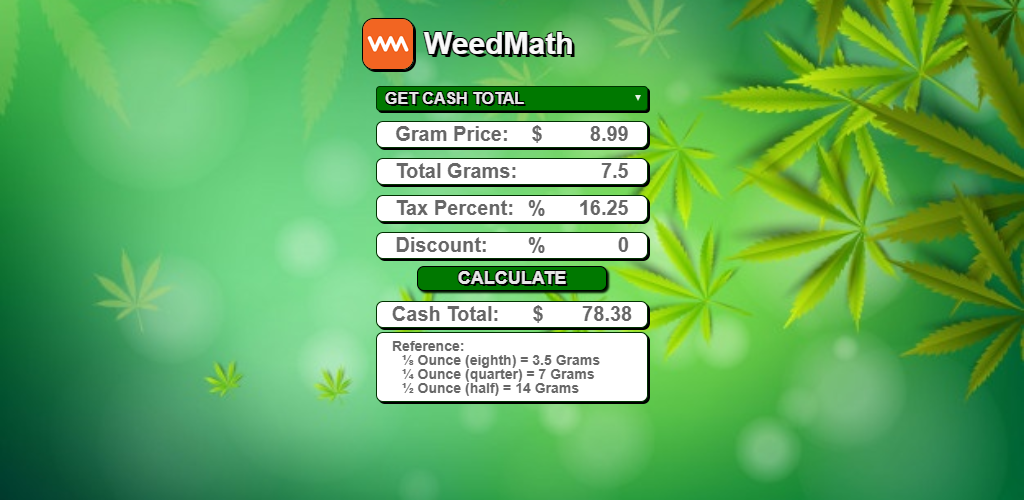 WM WeedMath
GET CASH TOTAL
Gram Price: $ 8.99
Total Grams: 7.5
Tax Percent: % 16.25
Discount: % 0
CALCULATE
Cash Total: $ 78.38
Reference:
⅛ Ounce (eighth) = 3.5 Grams
¼ Ounce (quarter) = 7 Grams
½ Ounce (half) = 14 Grams